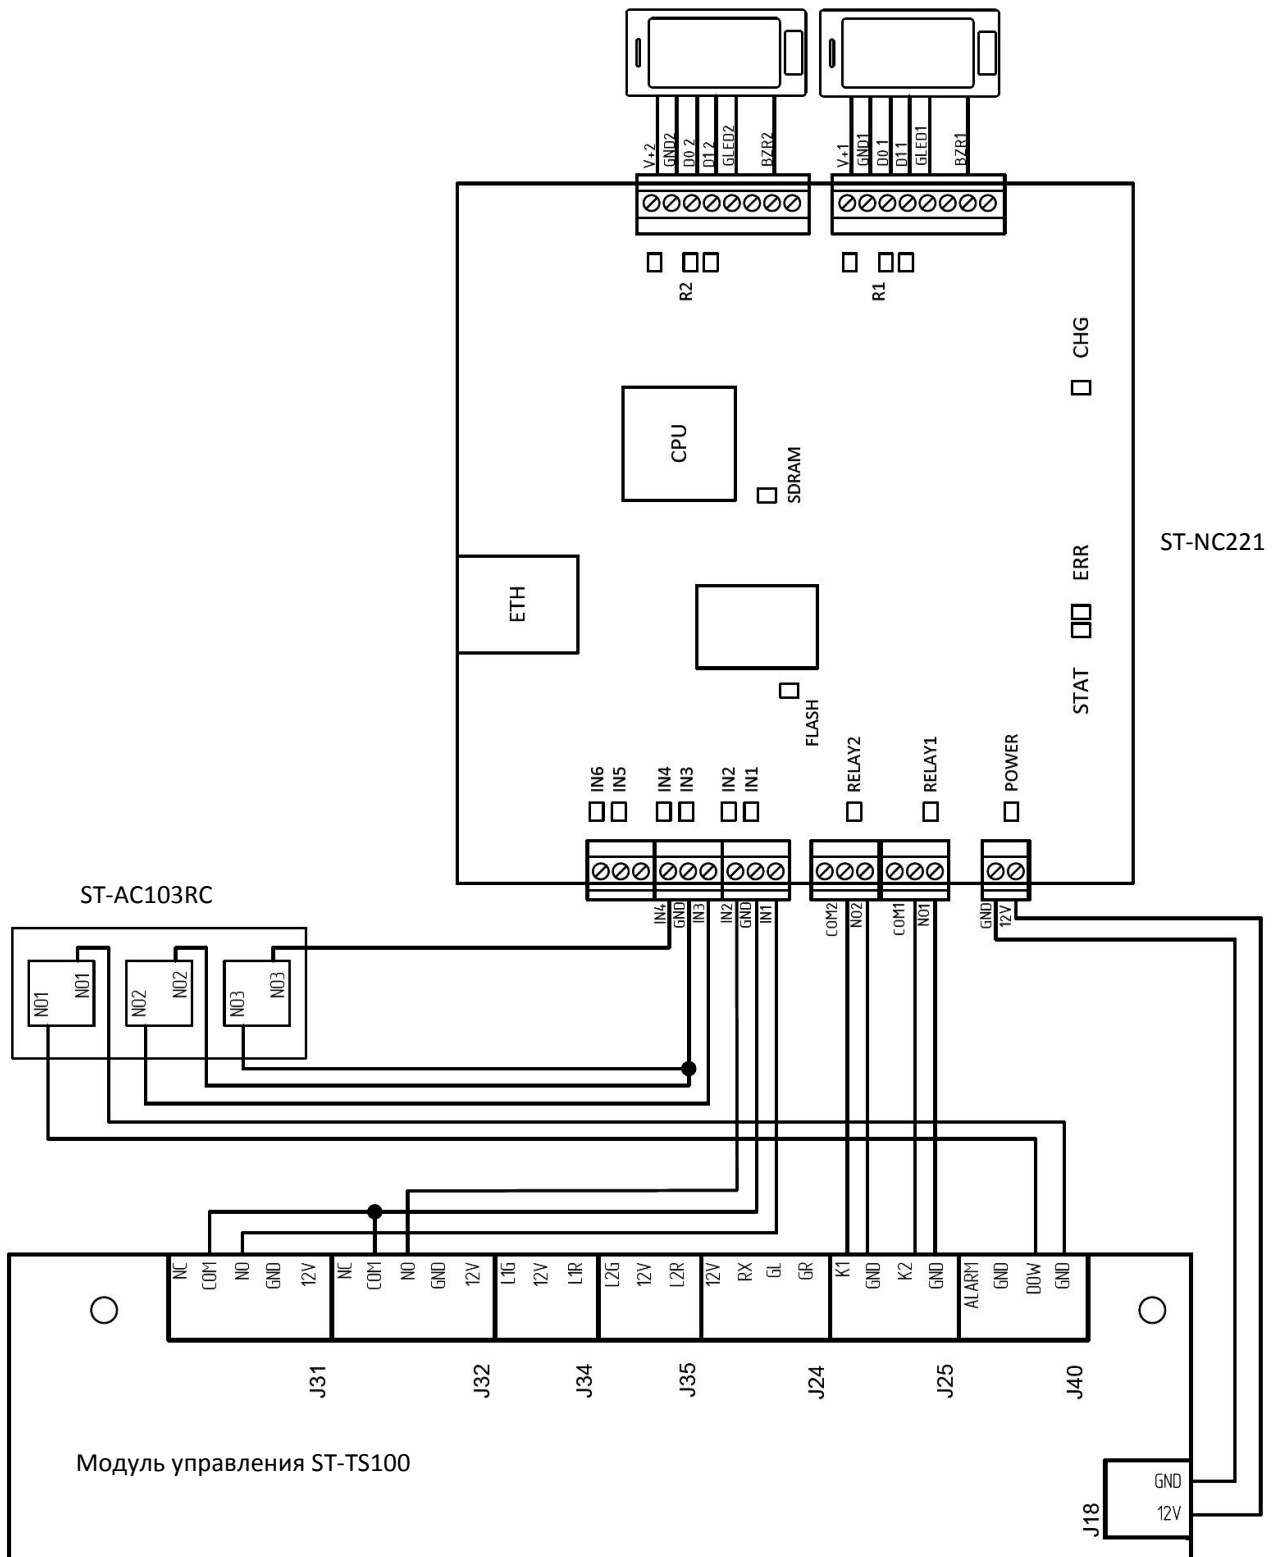 V+2
GND2
D0 2
D1 2
GLED2
BZR2
V+1
GND1
D0 1
D1 1
GLED1
BZR1
R2
R1
CHG
CPU
SDRAM
ST-NC221
ERR
ETH
STAT
FLASH
IN6
IN5
IN4
IN3
IN2
IN1
RELAY2
RELAY1
POWER
ST-AC103RC
IN4
GND
IN3
IN2
GND
IN1
COM2
NO2
COM1
NO1
GND
12V
NO1
NO1
NO2
NO2
NO3
NO3
NC
COM
NO
GND
12V
NC
COM
NO
GND
12V
L1G
12V
L1R
L2G
12V
L2R
12V
RX
GL
GR
K1
GND
K2
GND
ALARM
GND
DOW
GND
J31
J32
J34
J35
J24
J25
J40
Модуль управления ST-TS100
J18
GND
12V